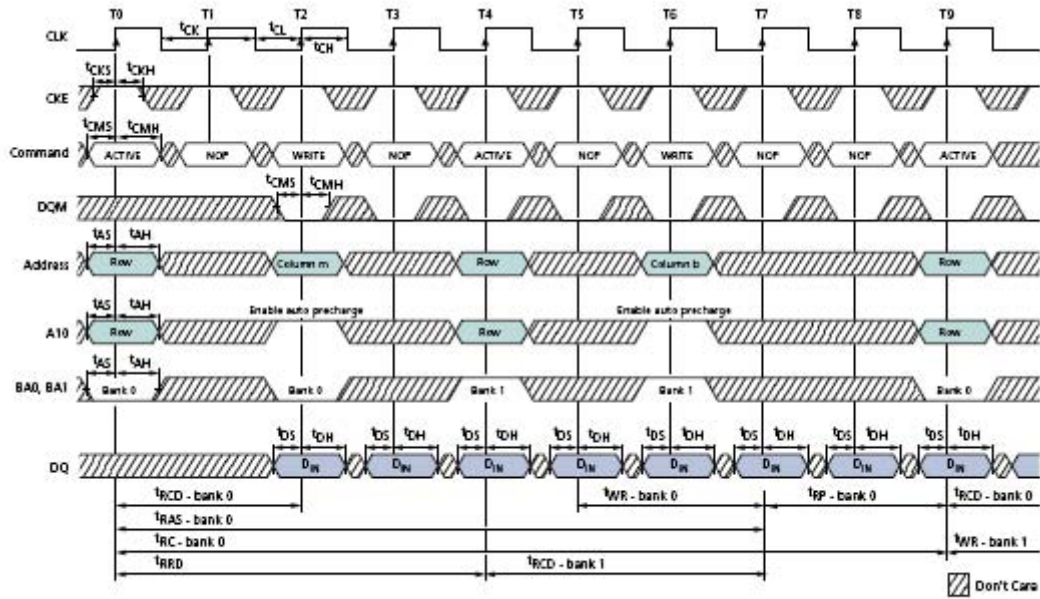 T0 T1 T2 T3 T4 T5 T6 T7 T8 T9
CLK
tCK tCL tCH
tCKS tCKH
CKE
tCMS tCMH
Command ACTIVE NOP WRITE NOP ACTIVE NOP WRITE NOP NOP ACTIVE
tCMS tCMH
DQM
tAS tAH
Address Row Column m Row Column b Row
tAS tAH Enable auto precharge Enable auto precharge
A10 Row Row Row
tAS tAH
BA0, BA1 Bank 0 Bank 0 Bank 1 Bank 1 Bank 0
tDS tDH tDS tDH tDS tDH tDS tDH tDS tDH tDS tDH tDS tDH tDS tDH
DQ DIN DIN DIN DIN DIN DIN DIN DIN
tRCD - bank 0 tWR - bank 0 tRP - bank 0 tRCD - bank 0
tRAS - bank 0
tRC - bank 0 tWR - bank 1
tRRD tRCD - bank 1
Don't Care